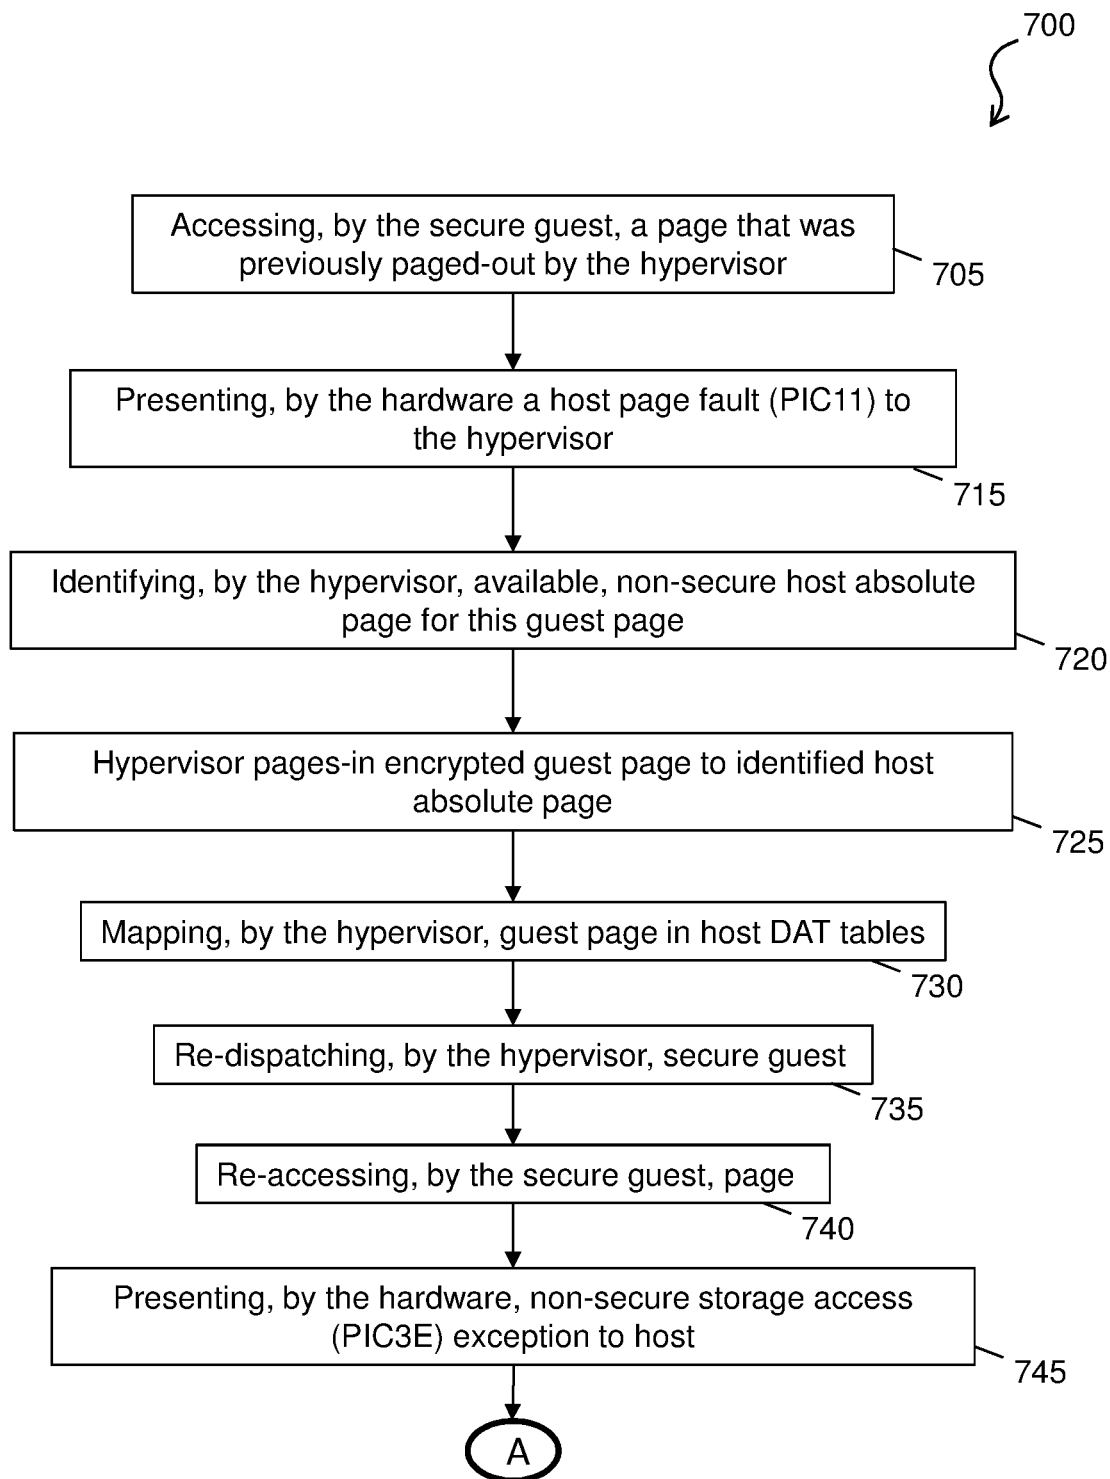 700
Accessing, by the secure guest, a page that was
previously paged-out by the hypervisor
705
Presenting, by the hardware a host page fault (PIC11) to
the hypervisor
715
Identifying, by the hypervisor, available, non-secure host absolute
page for this guest page
720
Hypervisor pages-in encrypted guest page to identified host
absolute page
725
Mapping, by the hypervisor, guest page in host DAT tables
730
Re-dispatching, by the hypervisor, secure guest
735
Re-accessing, by the secure guest, page
740
Presenting, by the hardware, non-secure storage access
(PIC3E) exception to host
745
A